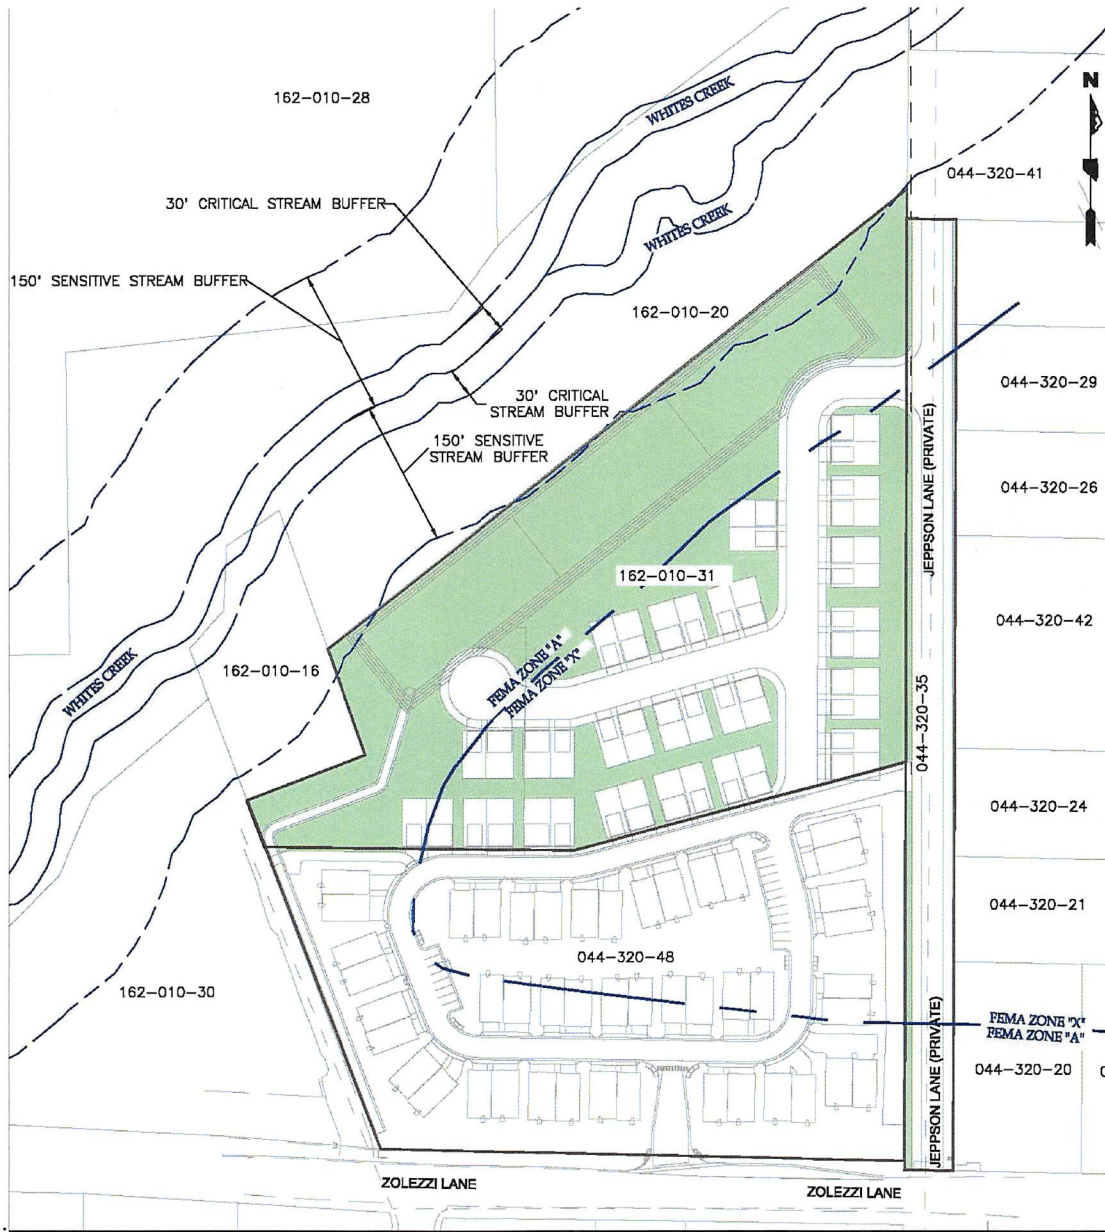 162-010-28
WHITES CREEK
N
044-320-41
30' CRITICAL STREAM BUFFER
WHITES CREEK
150' SENSITIVE STREAM BUFFER
162-010-20
044-320-29
30' CRITICAL
STREAM BUFFER
150' SENSITIVE
STREAM BUFFER
JEPPSON LANE (PRIVATE)
044-320-26
162-010-31
044-320-42
FEMA ZONE "A"
FEMA ZONE "X"
162-010-16
WHITES CREEK
044-320-35
044-320-24
044-320-21
044-320-48
162-010-30
FEMA ZONE "X"
FEMA ZONE "A"
JEPPSON LANE (PRIVATE)
044-320-20
ZOLEZZI LANE
ZOLEZZI LANE